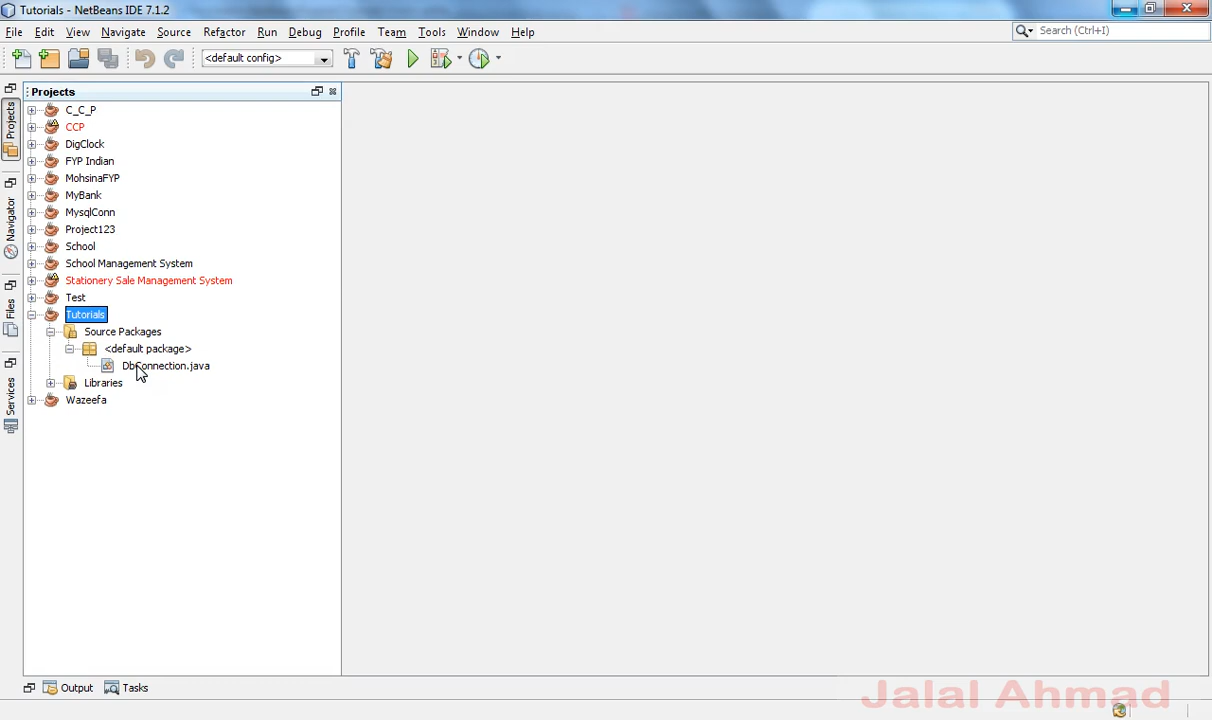 Tutorials - NetBeans IDE 7.1.2
File Edit View Navigate Source Refactor Run Debug Profile Team Tools Window Help
Search (Ctrl+I)
<default config>
Projects
Projects
Navigator
Files
Services
C_C_P
CCP
DigClock
FYP Indian
MohsinaFYP
MyBank
MysqlConn
Project123
School
School Management System
Stationery Sale Management System
Test
Tutorials
Source Packages
<default package>
DbConnection.java
Libraries
Wazeefa
Output Tasks
Jalal Ahmad